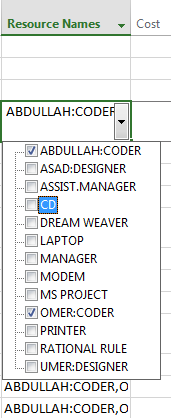 Resource Names Cost
ABDULLAH:CODER
ABDULLAH:CODER
ASAD:DESIGNER
ASSIST.MANAGER
CD
DREAM WEAVER
LAPTOP
MANAGER
MODEM
MS PROJECT
OMER:CODER
PRINTER
RATIONAL RULE
UMER:DESIGNER
ABDULLAH:CODER,O
ABDULLAH:CODER,O